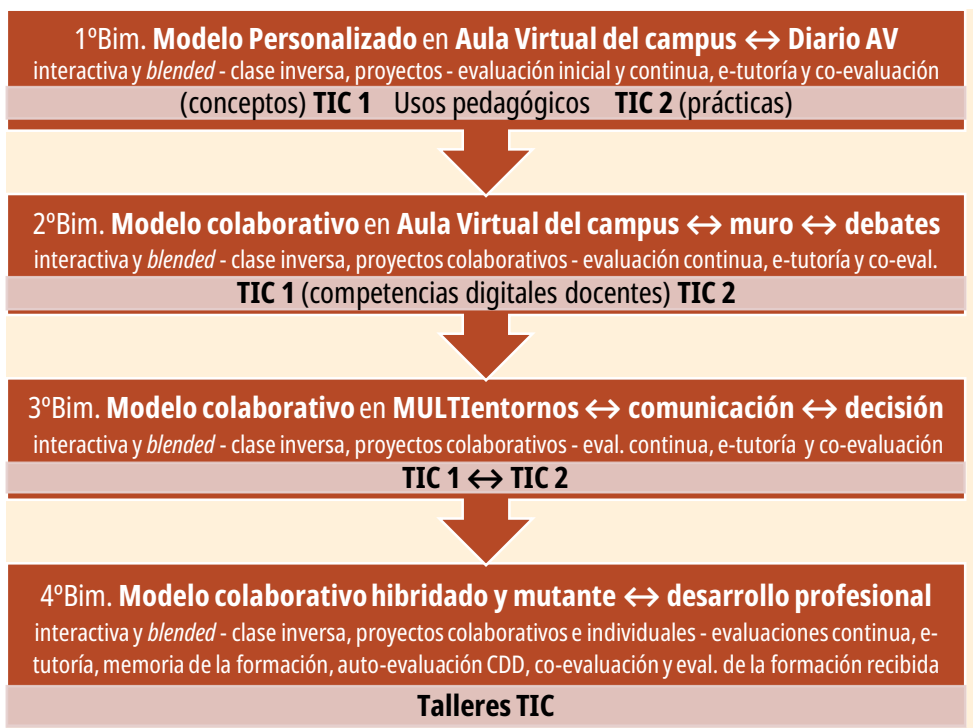 1ºBim. Modelo Personalizado en Aula Virtual del campus ↔ Diario AV
interactiva y blended - clase inversa, proyectos - evaluación inicial y continua, e-tutoría y co-evaluación
(conceptos) TIC 1 Usos pedagógicos TIC 2 (prácticas)
2ºBim. Modelo colaborativo en Aula Virtual del campus ↔ muro ↔ debates
interactiva y blended - clase inversa, proyectos colaborativos - evaluación continua, e-tutoría y co-eval.
TIC 1 (competencias digitales docentes) TIC 2
3ºBim. Modelo colaborativo en MULTIentornos ↔ comunicación ↔ decisión
interactiva y blended - clase inversa, proyectos colaborativos - eval. continua, e-tutoría y co-evaluación
TIC 1 ↔ TIC 2
4ºBim. Modelo colaborativo hibridado y mutante ↔ desarrollo profesional
interactiva y blended - clase inversa, proyectos colaborativos e individuales - evaluaciones continua, e-
tutoría, memoria de la formación, auto-evaluación CDD, co-evaluación y eval. de la formación recibida
Talleres TIC